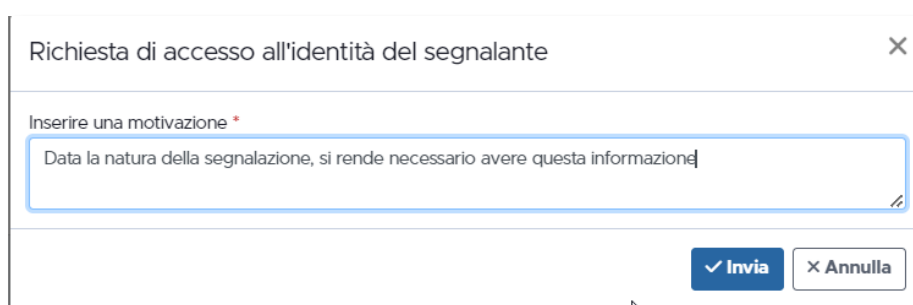 Richiesta di accesso all'identità del segnalante
Inserire una motivazione *
Data la natura della segnalazione, si rende necessario avere questa informazione
Invia
Annulla